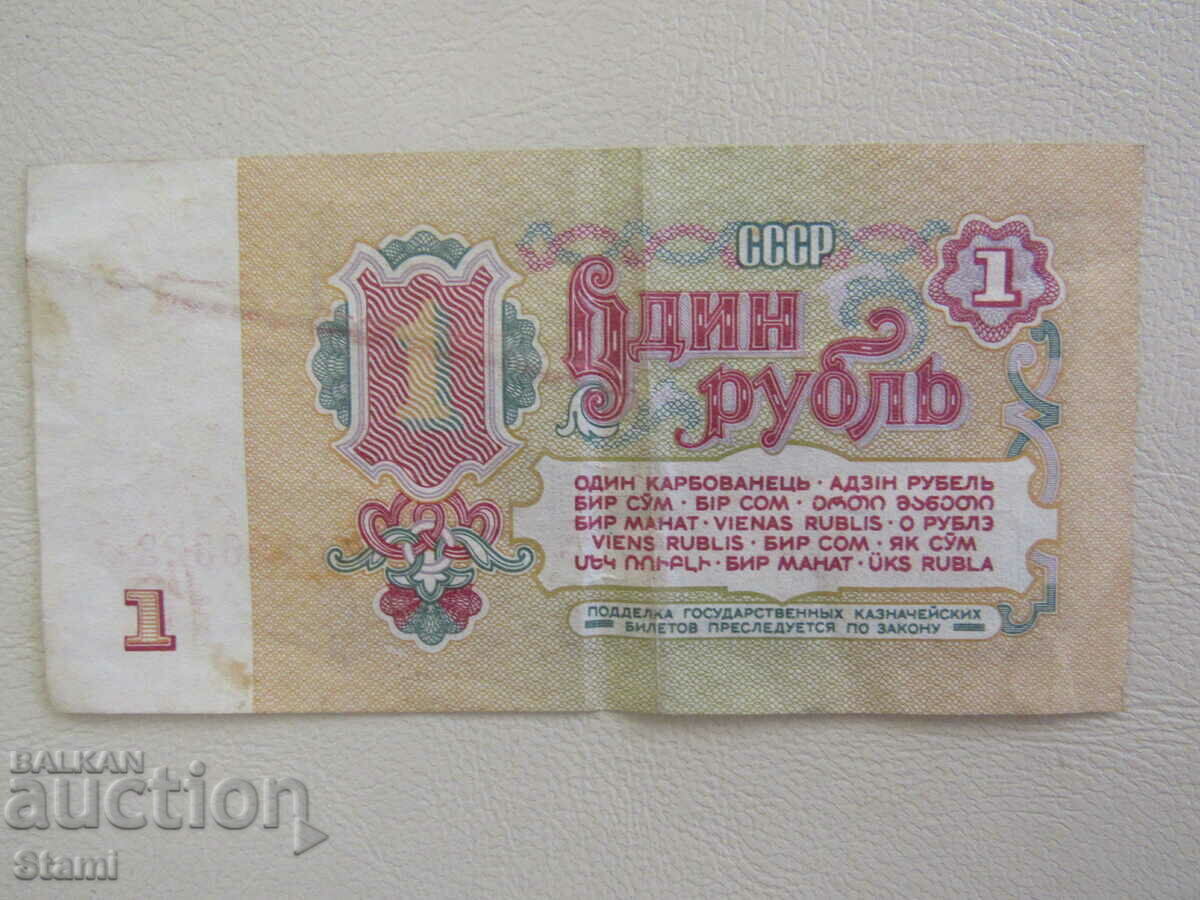 СССР
1
1
Один
рубль
ОДИН КАРБОВАНЕЦЬ · АДЗІН РУБЕЛЬ
БИР СЎМ · БІР СОМ · ᲔᲠᲗᲘ ᲛᲐᲜᲔᲗᲘ
БИР МАНАТ · VIENAS RUBLIS · О РУБЛЭ
VIENS RUBLIS · БИР СОМ · ЯК СӮМ
ՄԵԿ ՌՈՒԲԼԻ · БИР МАНАТ · ÜKS RUBLA
ПОДДЕЛКА ГОСУДАРСТВЕННЫХ КАЗНАЧЕЙСКИХ
БИЛЕТОВ ПРЕСЛЕДУЕТСЯ ПО ЗАКОНУ
1
BALKAN
auction
Stami